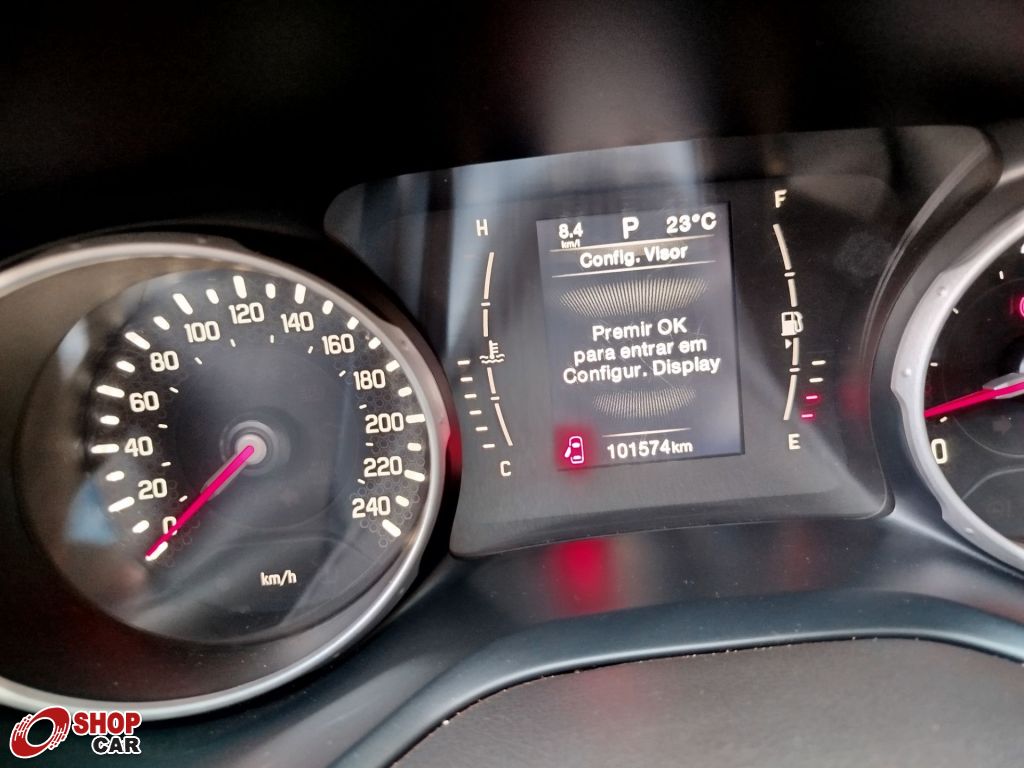 H
8.4
km/l
P
23°C
F
Config. Visor
Premir OK
para entrar em
Configur. Display
101574km
C
E
0
20
40
60
80
100
120
140
160
180
200
220
240
km/h
0
SHOP
CAR